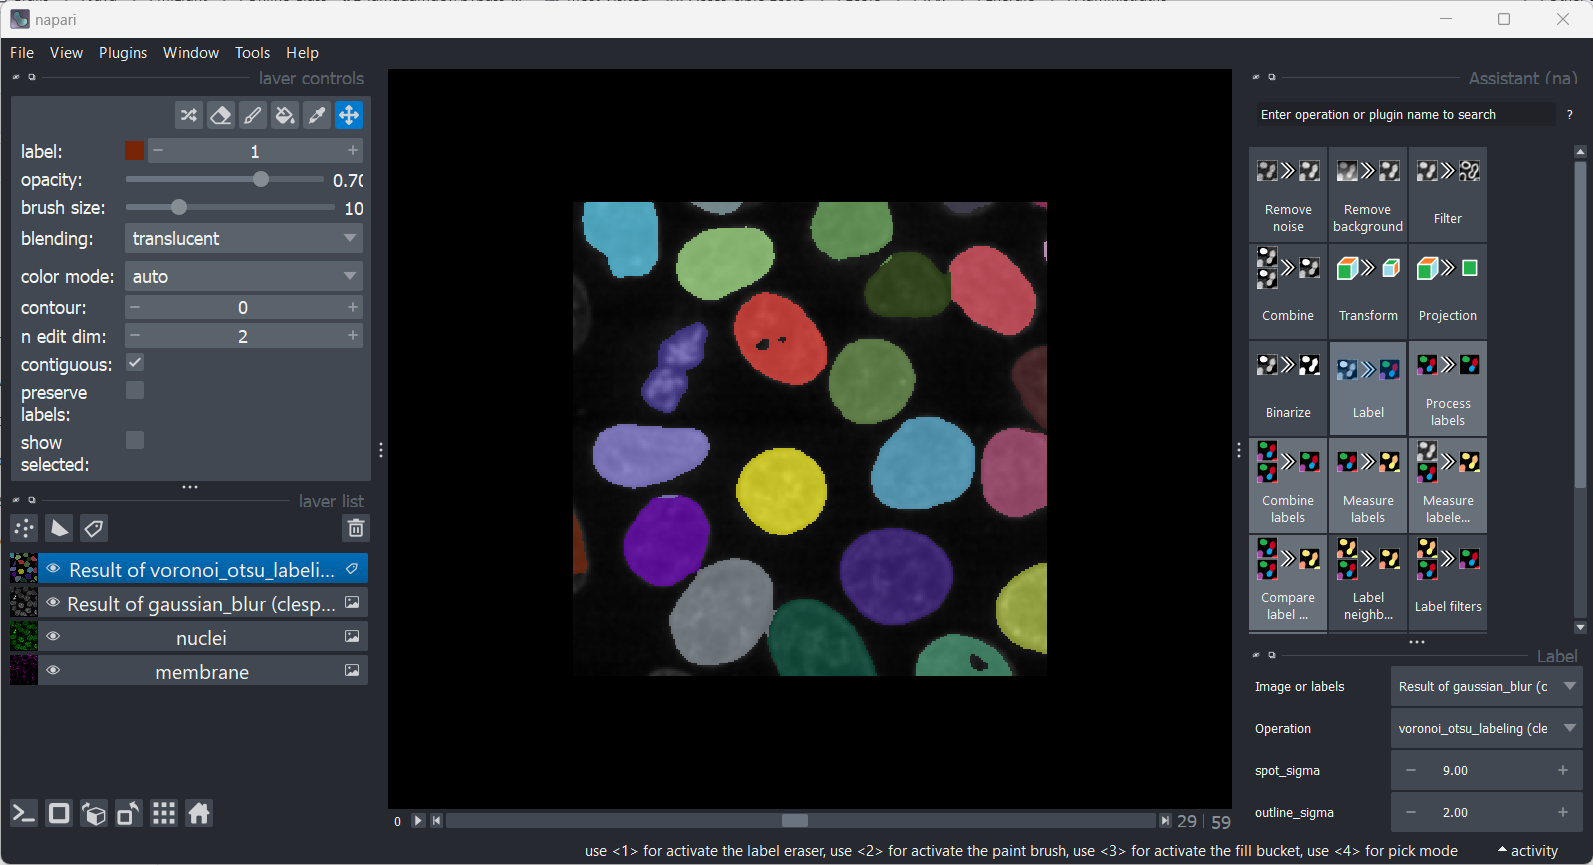 napari
File View Plugins Window Tools Help
layer controls
label: 1
opacity: 0.70
brush size: 10
blending: translucent
color mode: auto
contour: 0
n edit dim: 2
contiguous:
preserve
labels:
show
selected:
layer list
Result of voronoi_otsu_labeli...
Result of gaussian_blur (clesp...
nuclei
membrane
0
29 | 59
Assistant (na)
Enter operation or plugin name to search ?
Remove
noise
Remove
background
Filter
Combine
Transform
Projection
Binarize
Label
Process
labels
Combine
labels
Measure
labels
Measure
labele...
Compare
label ...
Label
neighb...
Label filters
Label
Image or labels Result of gaussian_blur (c
Operation voronoi_otsu_labeling (cle
spot_sigma 9.00
outline_sigma 2.00
use <1> for activate the label eraser, use <2> for activate the paint brush, use <3> for activate the fill bucket, use <4> for pick mode
activity